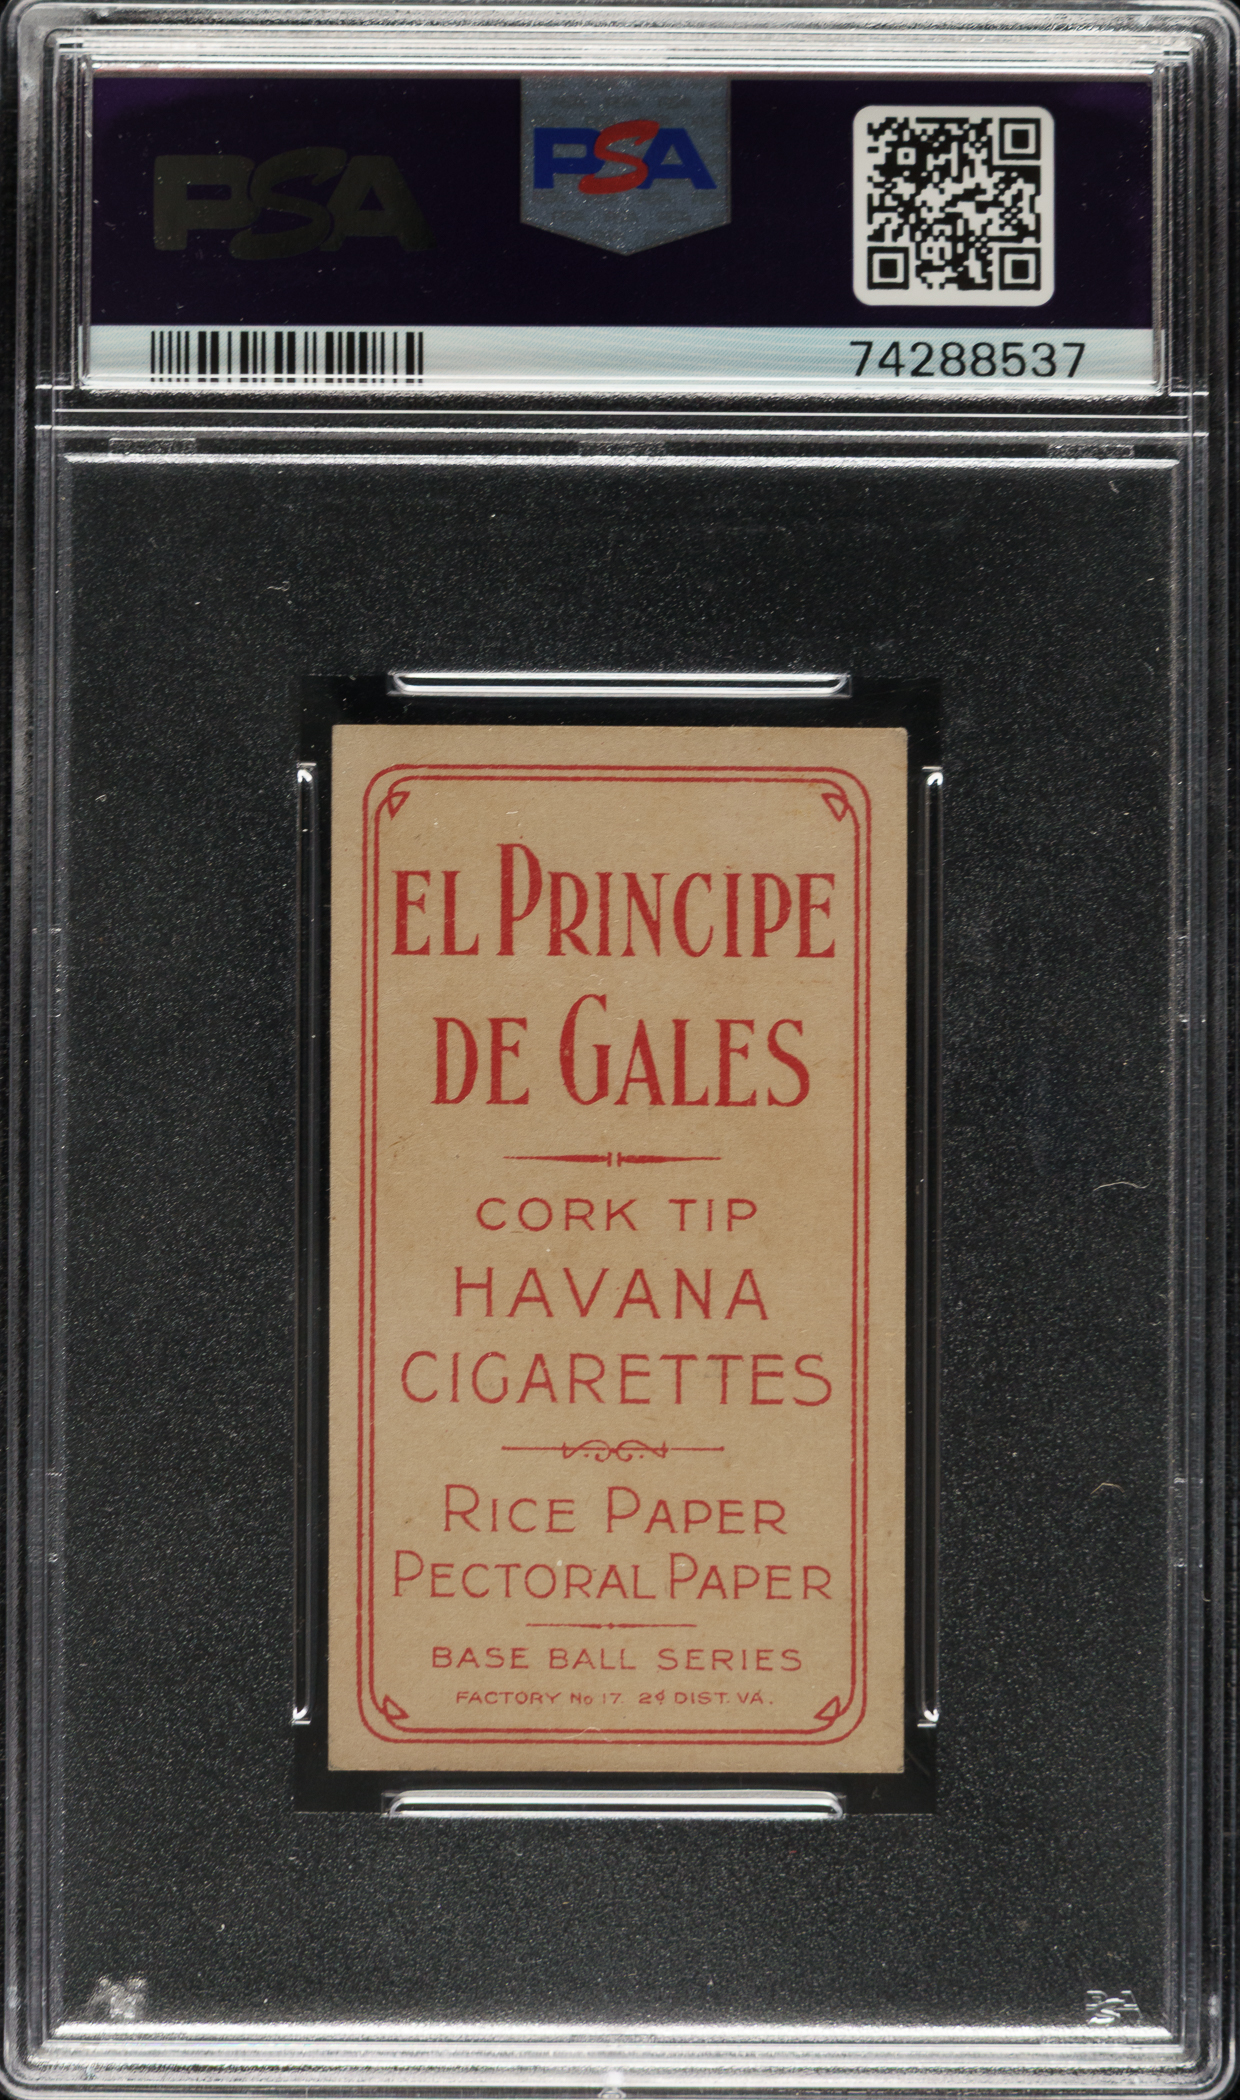 PSA
PSA
74288537
EL PRINCIPE
DE GALES
CORK TIP
HAVANA
CIGARETTES
RICE PAPER
PECTORAL PAPER
BASE BALL SERIES
FACTORY No 17. 2d DIST. VA.
PSA